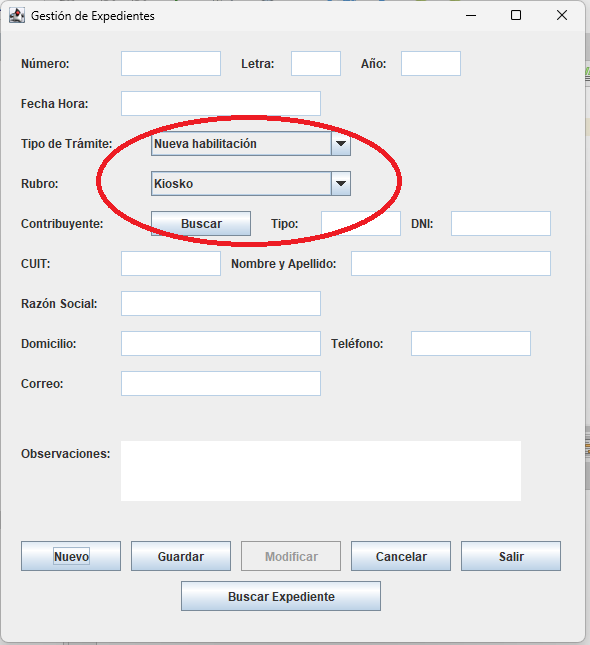 Gestión de Expedientes
Número: Letra: Año:
Fecha Hora:
Tipo de Trámite: Nueva habilitación
Rubro: Kiosko
Contribuyente: Buscar Tipo: DNI:
CUIT: Nombre y Apellido:
Razón Social:
Domicilio: Teléfono:
Correo:
Observaciones:
Nuevo Guardar Modificar Cancelar Salir
Buscar Expediente